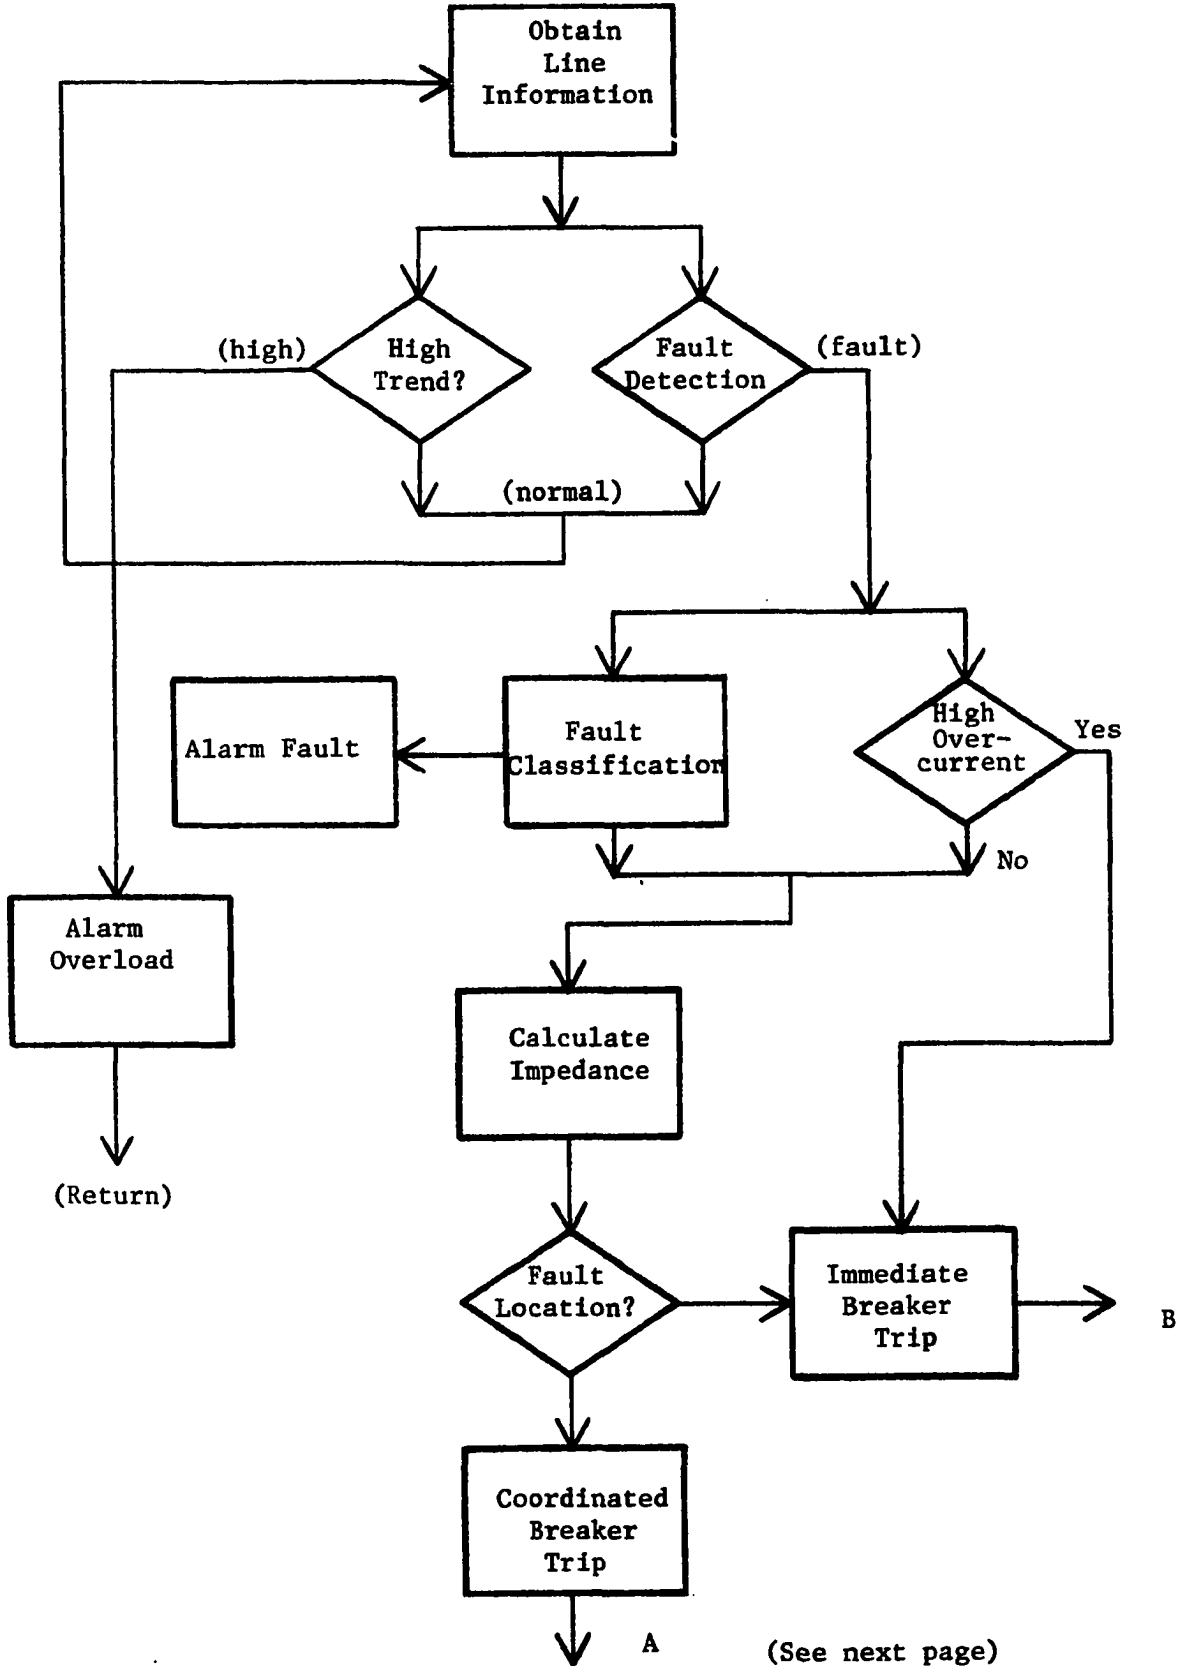 Obtain
Line
Information
(high)
High
Trend?
Fault
Detection
(fault)
(normal)
Alarm Fault
Fault
Classification
High
Over-
current
Yes
No
Alarm
Overload
Calculate
Impedance
(Return)
Fault
Location?
Immediate
Breaker
Trip
B
Coordinated
Breaker
Trip
A
(See next page)